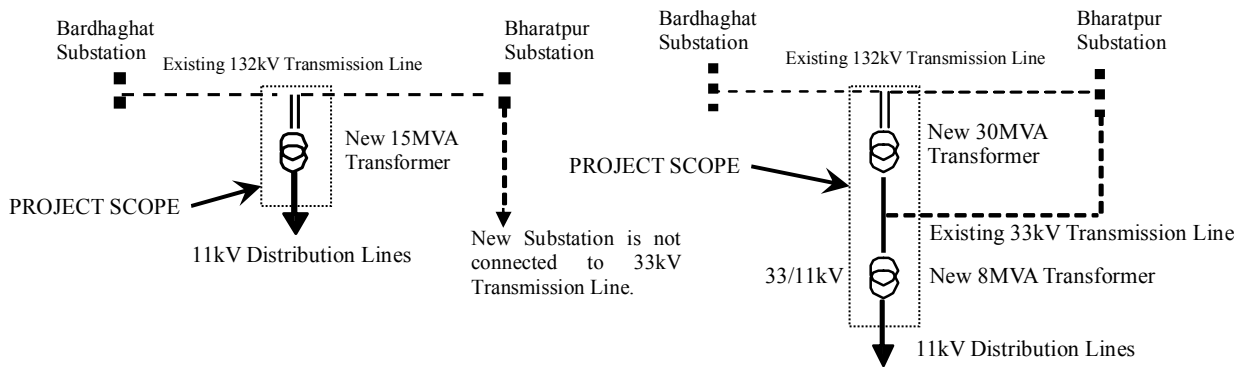 Bardhaghat
Substation
Bharatpur
Substation
Existing 132kV Transmission Line
New 15MVA
Transformer
PROJECT SCOPE
11kV Distribution Lines
New Substation is not
connected to 33kV
Transmission Line.
Bardhaghat
Substation
Bharatpur
Substation
Existing 132kV Transmission Line
New 30MVA
Transformer
PROJECT SCOPE
Existing 33kV Transmission Line
33/11kV
New 8MVA Transformer
11kV Distribution Lines